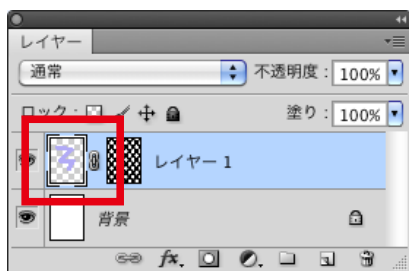 レイヤー
通常 不透明度: 100%
ロック: 塗り: 100%
レイヤー 1
背景
fx.